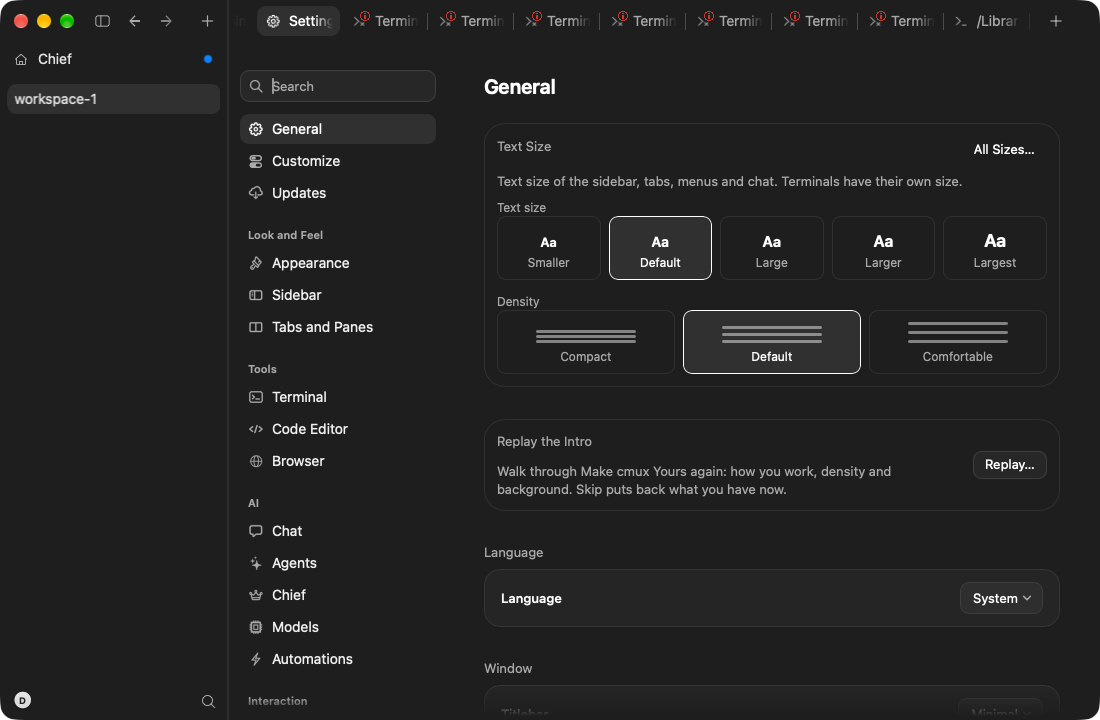 Setting
Termin
Termin
Termin
Termin
Termin
Termin
Termin
/Librar
Chief
workspace-1
D
Search
General
Customize
Updates
Look and Feel
Appearance
Sidebar
Tabs and Panes
Tools
Terminal
Code Editor
Browser
AI
Chat
Agents
Chief
Models
Automations
Interaction
General
Text Size
All Sizes...
Text size of the sidebar, tabs, menus and chat. Terminals have their own size.
Text size
Aa Aa Aa Aa Aa
Smaller Default Large Larger Largest
Density
Compact Default Comfortable
Replay the Intro
Walk through Make cmux Yours again: how you work, density and
background. Skip puts back what you have now.
Replay...
Language
Language
System
Window
Titlebar
Minimal